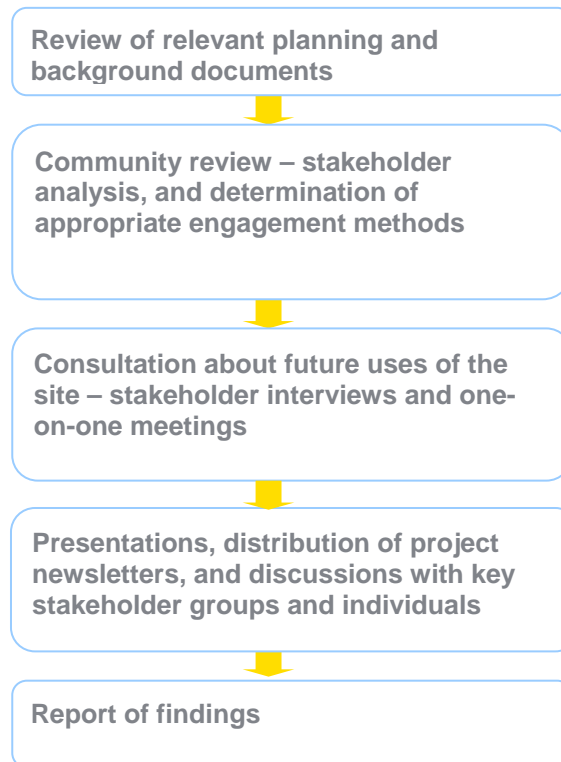 Review of relevant planning and
background documents
Community review – stakeholder
analysis, and determination of
appropriate engagement methods
Consultation about future uses of the
site – stakeholder interviews and one-
on-one meetings
Presentations, distribution of project
newsletters, and discussions with key
stakeholder groups and individuals
Report of findings